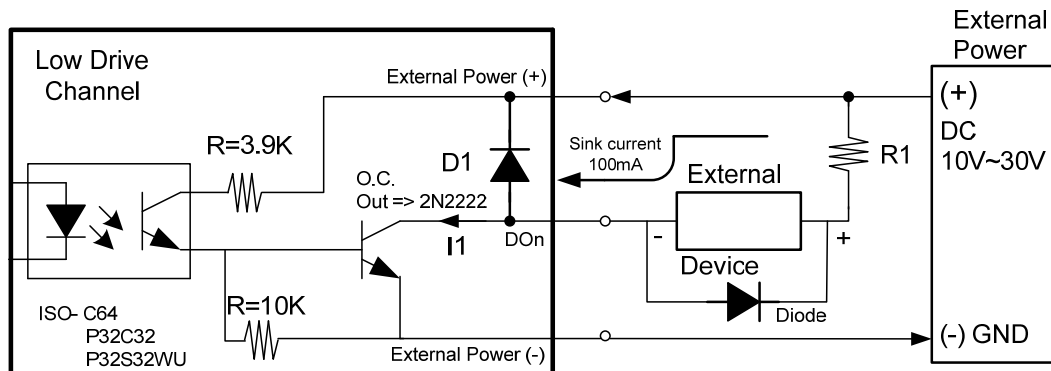 External
Power
Low Drive
Channel
External Power (+)
(+)
DC
10V~30V
R=3.9K
D1
Sink current
100mA
R1
O.C.
Out => 2N2222
External
I1
DOn
-
+
Device
Diode
R=10K
ISO- C64
P32C32
P32S32WU
External Power (-)
(-) GND